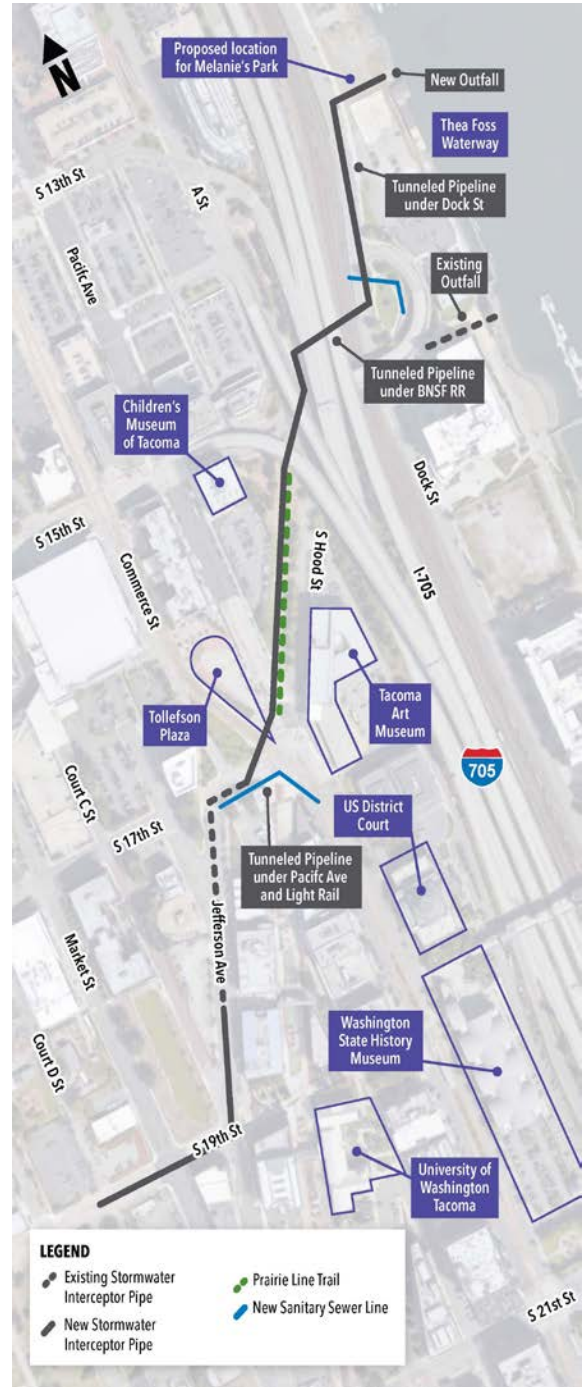 N
Proposed location
for Melanie's Park
New Outfall
Thea Foss
Waterway
S 13th St
A St
Tunneled Pipeline
under Dock St
Pacifc Ave
Existing
Outfall
Tunneled Pipeline
under BNSF RR
Children's
Museum
of Tacoma
Dock St
S 15th St
S Hood St
I-705
Commerce St
Tollefson
Plaza
Tacoma
Art
Museum
705
Court C St
US District
Court
S 17th St
Tunneled Pipeline
under Pacifc Ave
and Light Rail
Jefferson Ave
Market St
Washington
State History
Museum
Court D St
S 19th St
University of
Washington
Tacoma
LEGEND
Existing Stormwater
Interceptor Pipe
New Stormwater
Interceptor Pipe
Prairie Line Trail
New Sanitary Sewer Line
S 21st St